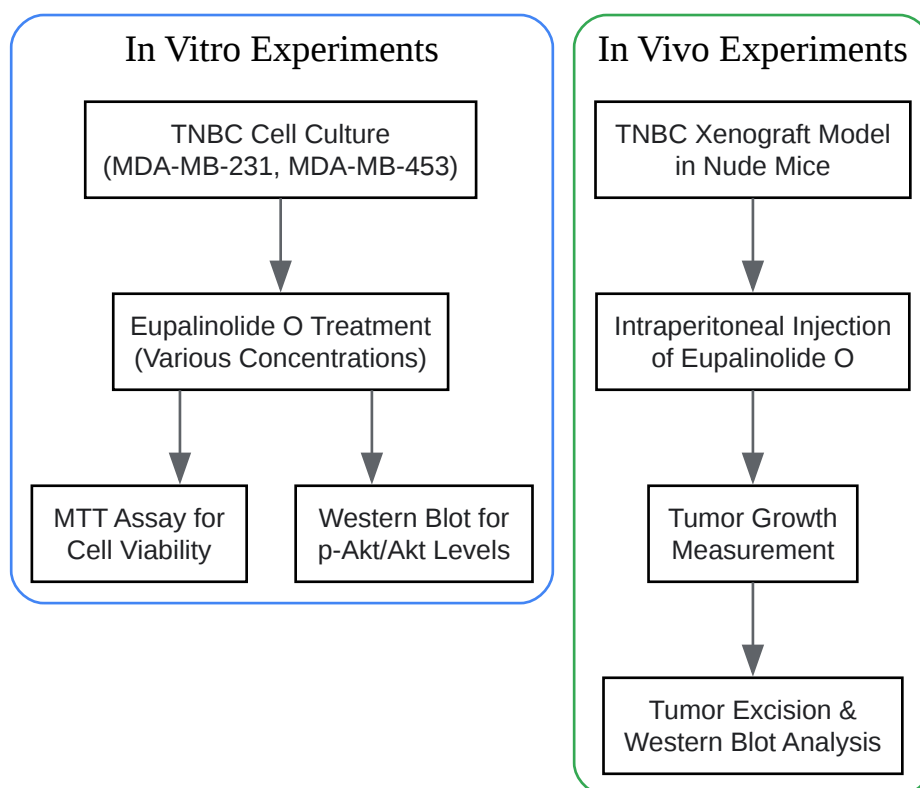 In Vitro Experiments
TNBC Cell Culture
(MDA-MB-231, MDA-MB-453)
Eupalinolide O Treatment
(Various Concentrations)
MTT Assay for
Cell Viability
Western Blot for
p-Akt/Akt Levels
In Vivo Experiments
TNBC Xenograft Model
in Nude Mice
Intraperitoneal Injection
of Eupalinolide O
Tumor Growth
Measurement
Tumor Excision &
Western Blot Analysis